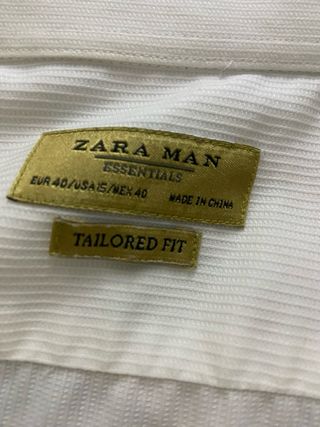 ZARA MAN
ESSENTIALS
EUR 40/USA 15/MEX 40 MADE IN CHINA
TAILORED FIT